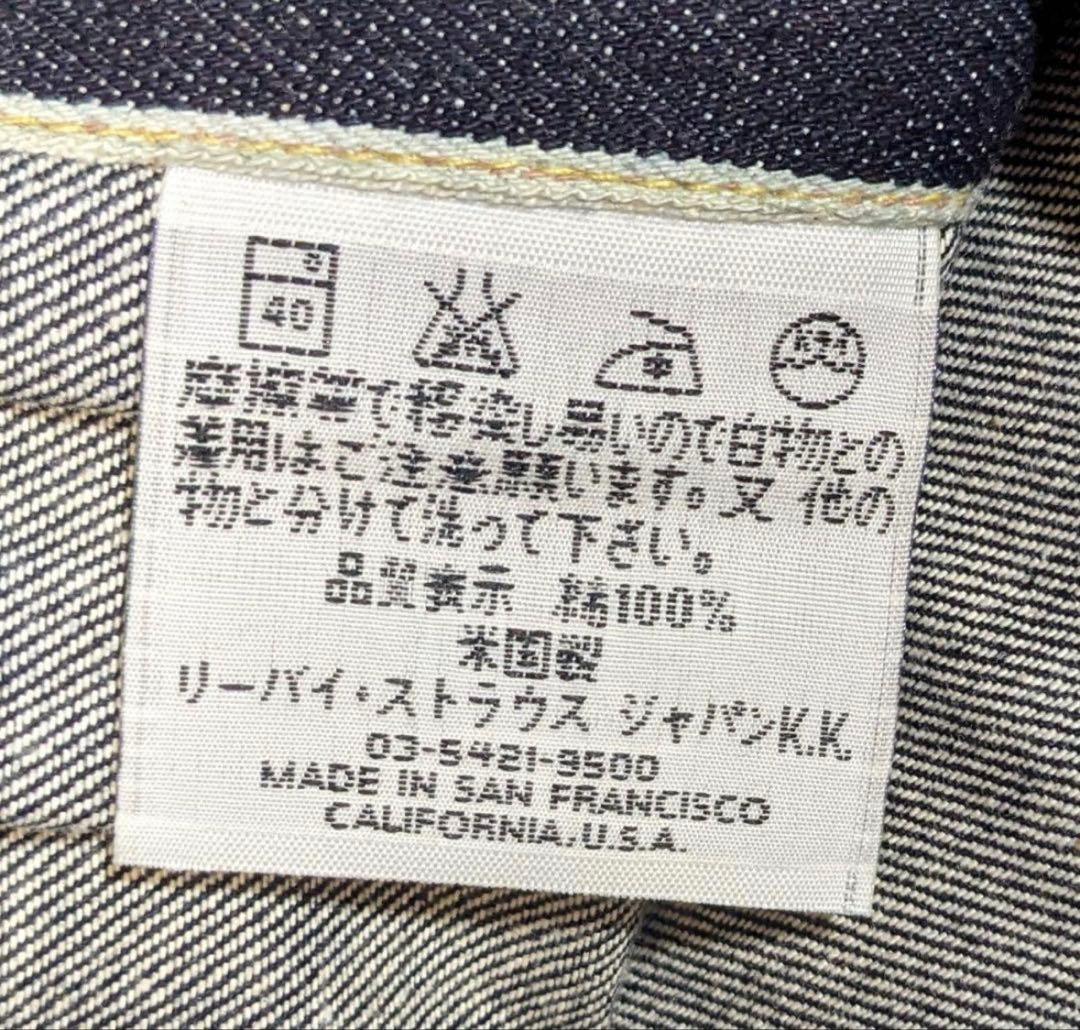 40
摩擦等で移染し易いので白物との
着用はご注意願います。又 他の
物と分けて洗って下さい。
品質表示 綿100%
米国製
リーバイ・ストラウス ジャパンK.K.
03-5421-9500
MADE IN SAN FRANCISCO
CALIFORNIA.U.S.A.